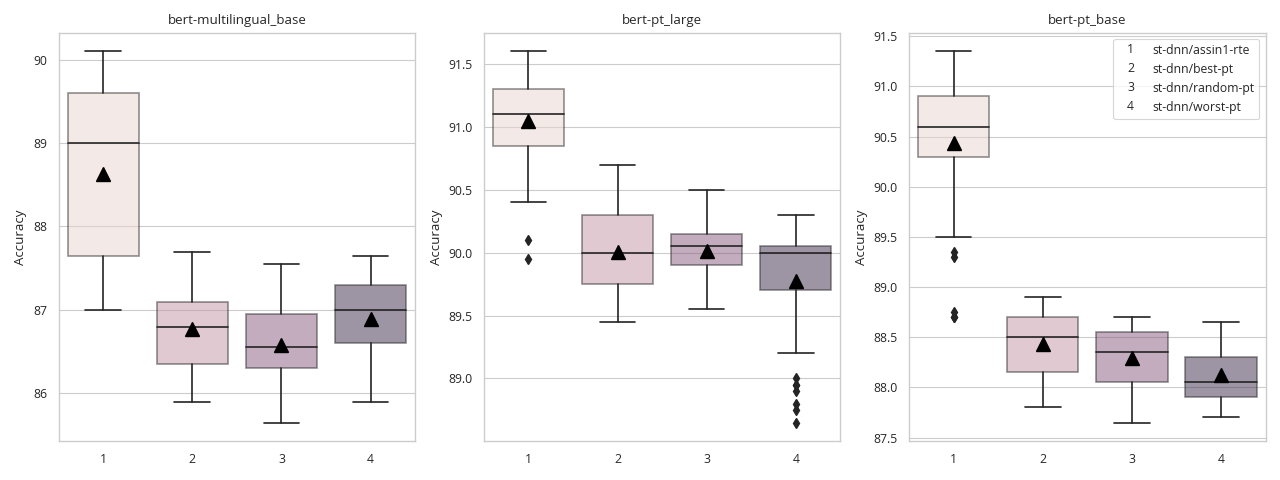 bert-multilingual_base
Accuracy
90
89
88
87
86
1 2 3 4
bert-pt_large
Accuracy
91.5
91.0
90.5
90.0
89.5
89.0
1 2 3 4
bert-pt_base
Accuracy
91.5
91.0
90.5
90.0
89.5
89.0
88.5
88.0
87.5
1 2 3 4
1 st-dnn/assin1-rte
2 st-dnn/best-pt
3 st-dnn/random-pt
4 st-dnn/worst-pt